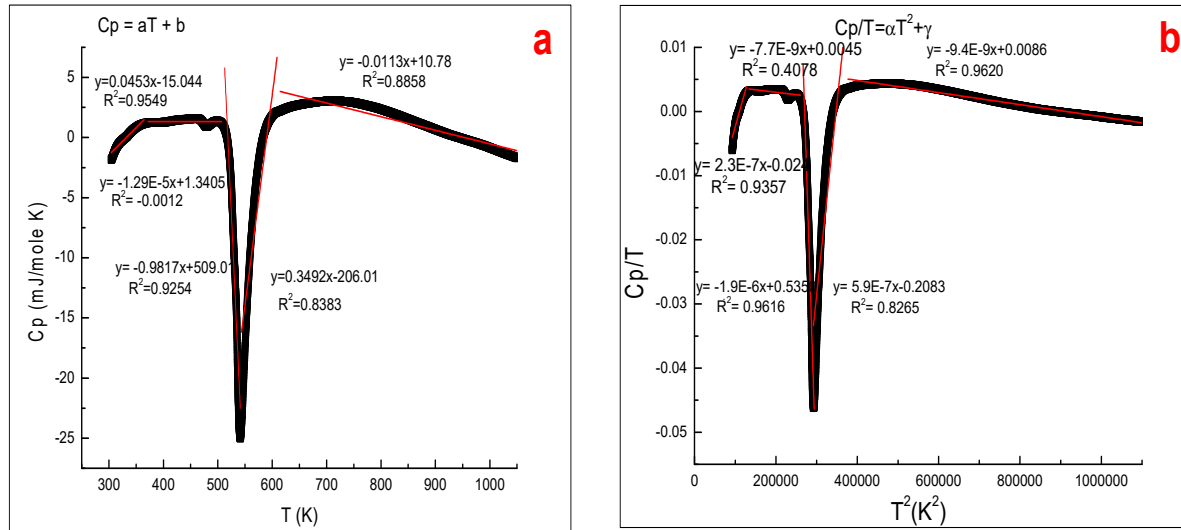 Cp = aT + b
a
y= -0.0113x+10.78
R²=0.8858
y=0.0453x-15.044
R²=0.9549
y= -1.29E-5x+1.3405
R²= -0.0012
y= -0.9817x+509.01
R²=0.9254
y=0.3492x-206.01
R²=0.8383
Cp (mJ/mole K)
5
0
-5
-10
-15
-20
-25
300 400 500 600 700 800 900 1000
T (K)
Cp/T=αT²+γ
b
y= -7.7E-9x+0.0045
R²= 0.4078
y= -9.4E-9x+0.0086
R²= 0.9620
y= 2.3E-7x-0.024
R²= 0.9357
y= -1.9E-6x+0.535
R²= 0.9616
y= 5.9E-7x-0.2083
R²= 0.8265
Cp/T
0.01
0.00
-0.01
-0.02
-0.03
-0.04
-0.05
0 200000 400000 600000 800000 1000000
T²(K²)